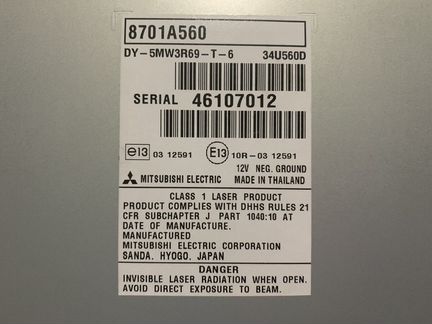 8701A560
DY-5MW3R69-T-6 34U560D
SERIAL 46107012
e13 03 12591 E13 10R-03 12591
12V NEG. GROUND
MITSUBISHI ELECTRIC MADE IN THAILAND
CLASS 1 LASER PRODUCT
PRODUCT COMPLIES WITH DHHS RULES 21
CFR SUBCHAPTER J PART 1040:10 AT
DATE OF MANUFACTURE.
MANUFACTURED
MITSUBISHI ELECTRIC CORPORATION
SANDA. HYOGO. JAPAN
DANGER
INVISIBLE LASER RADIATION WHEN OPEN.
AVOID DIRECT EXPOSURE TO BEAM.